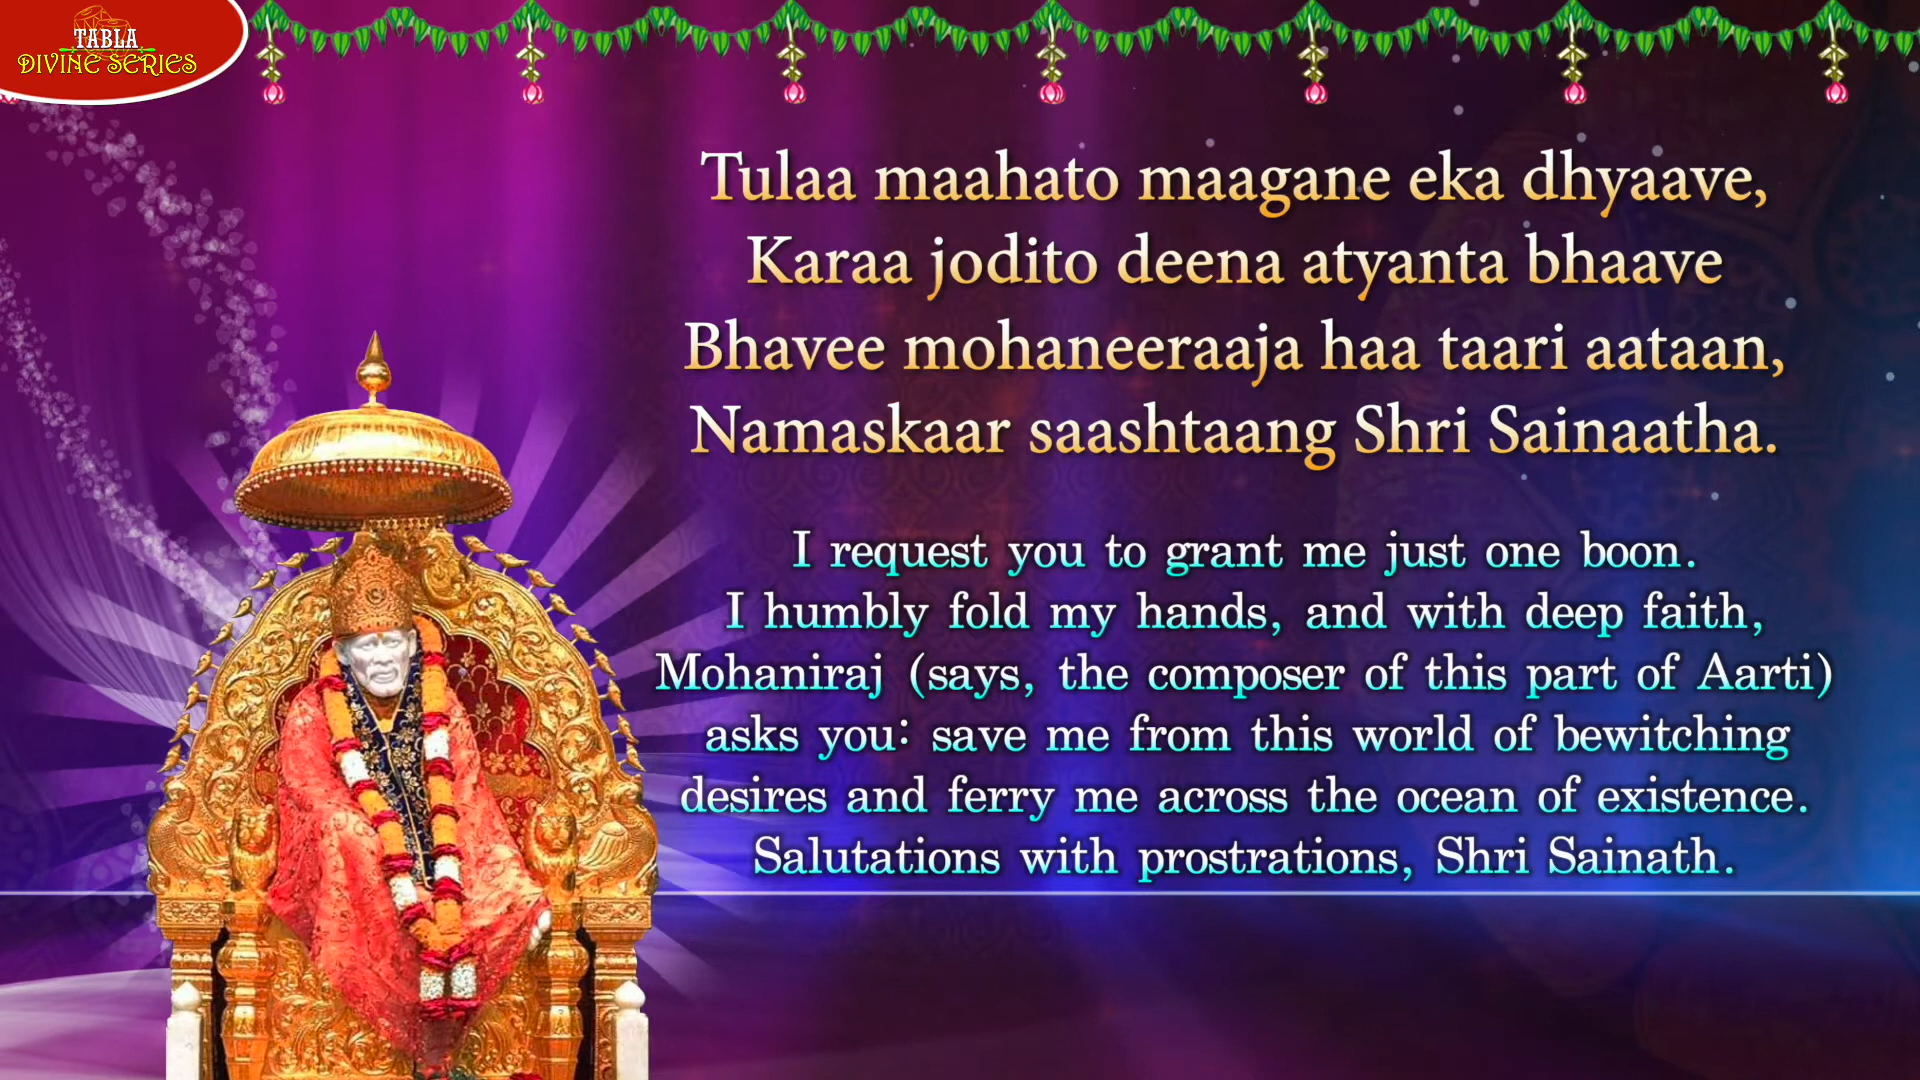 TABLA
DIVINE SERIES
Tulaa maahato maagane eka dhyaave,
Karaa jodito deena atyanta bhaave
Bhavee mohaneeraaja haa taari aataan,
Namaskaar saashtaang Shri Sainaatha.
I request you to grant me just one boon.
I humbly fold my hands, and with deep faith,
Mohaniraj (says, the composer of this part of Aarti)
asks you: save me from this world of bewitching
desires and ferry me across the ocean of existence.
Salutations with prostrations, Shri Sainath.